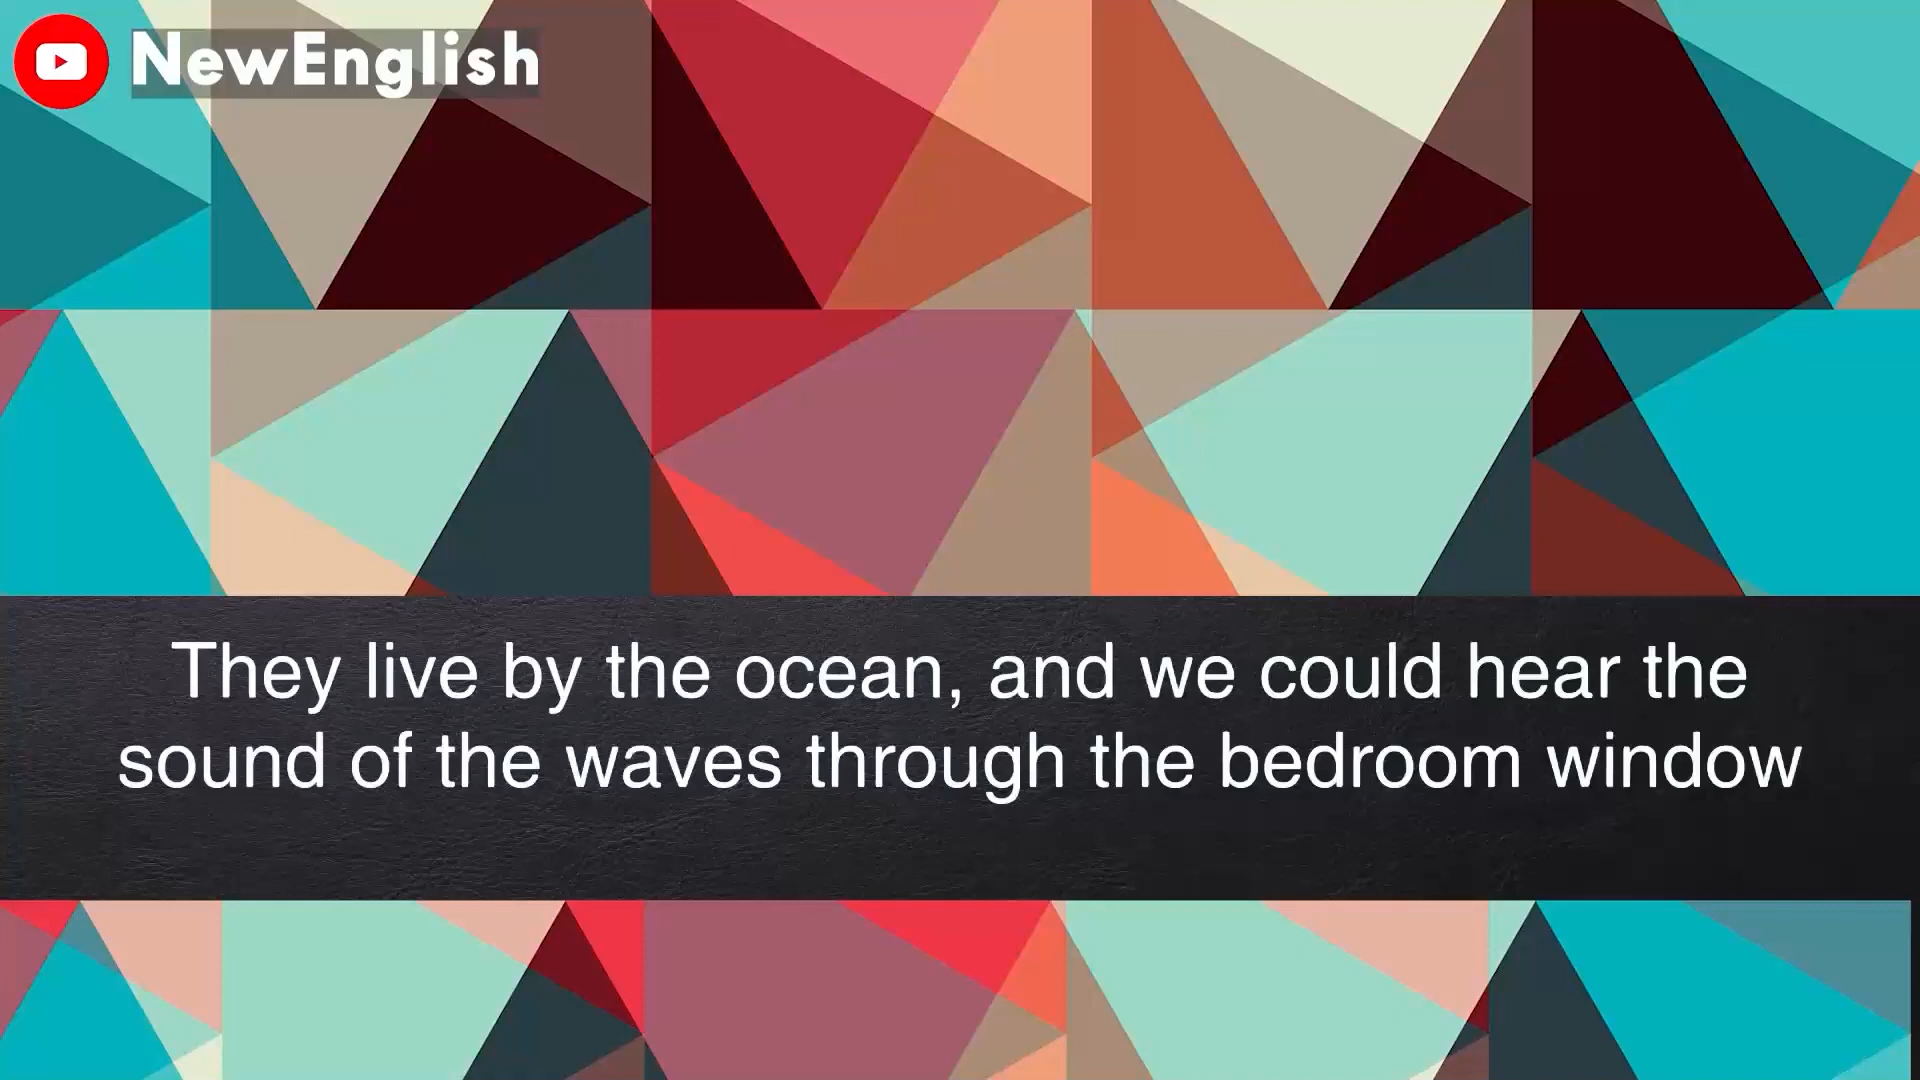 NewEnglish
They live by the ocean, and we could hear the
sound of the waves through the bedroom window